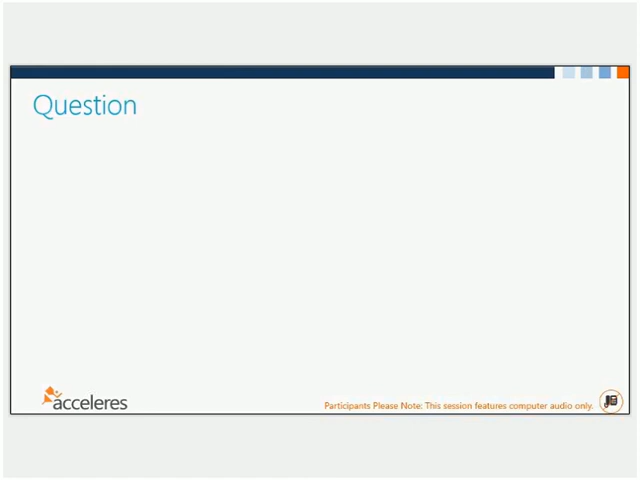 Question
acceleres
Participants Please Note: This session features computer audio only.